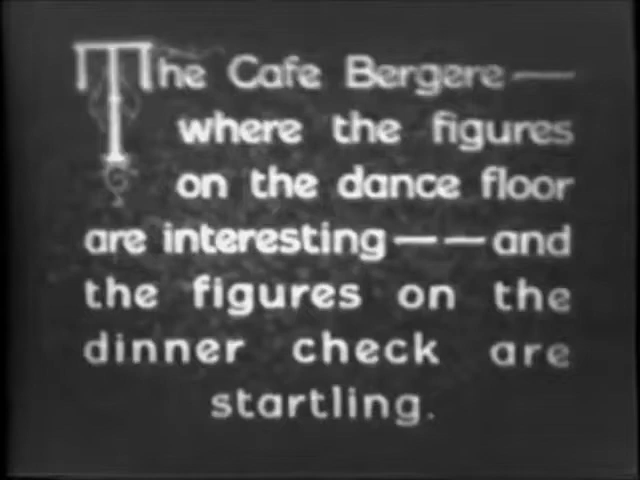 The Cafe Bergere—
where the figures
on the dance floor
are interesting——and
the figures on the
dinner check are
startling.